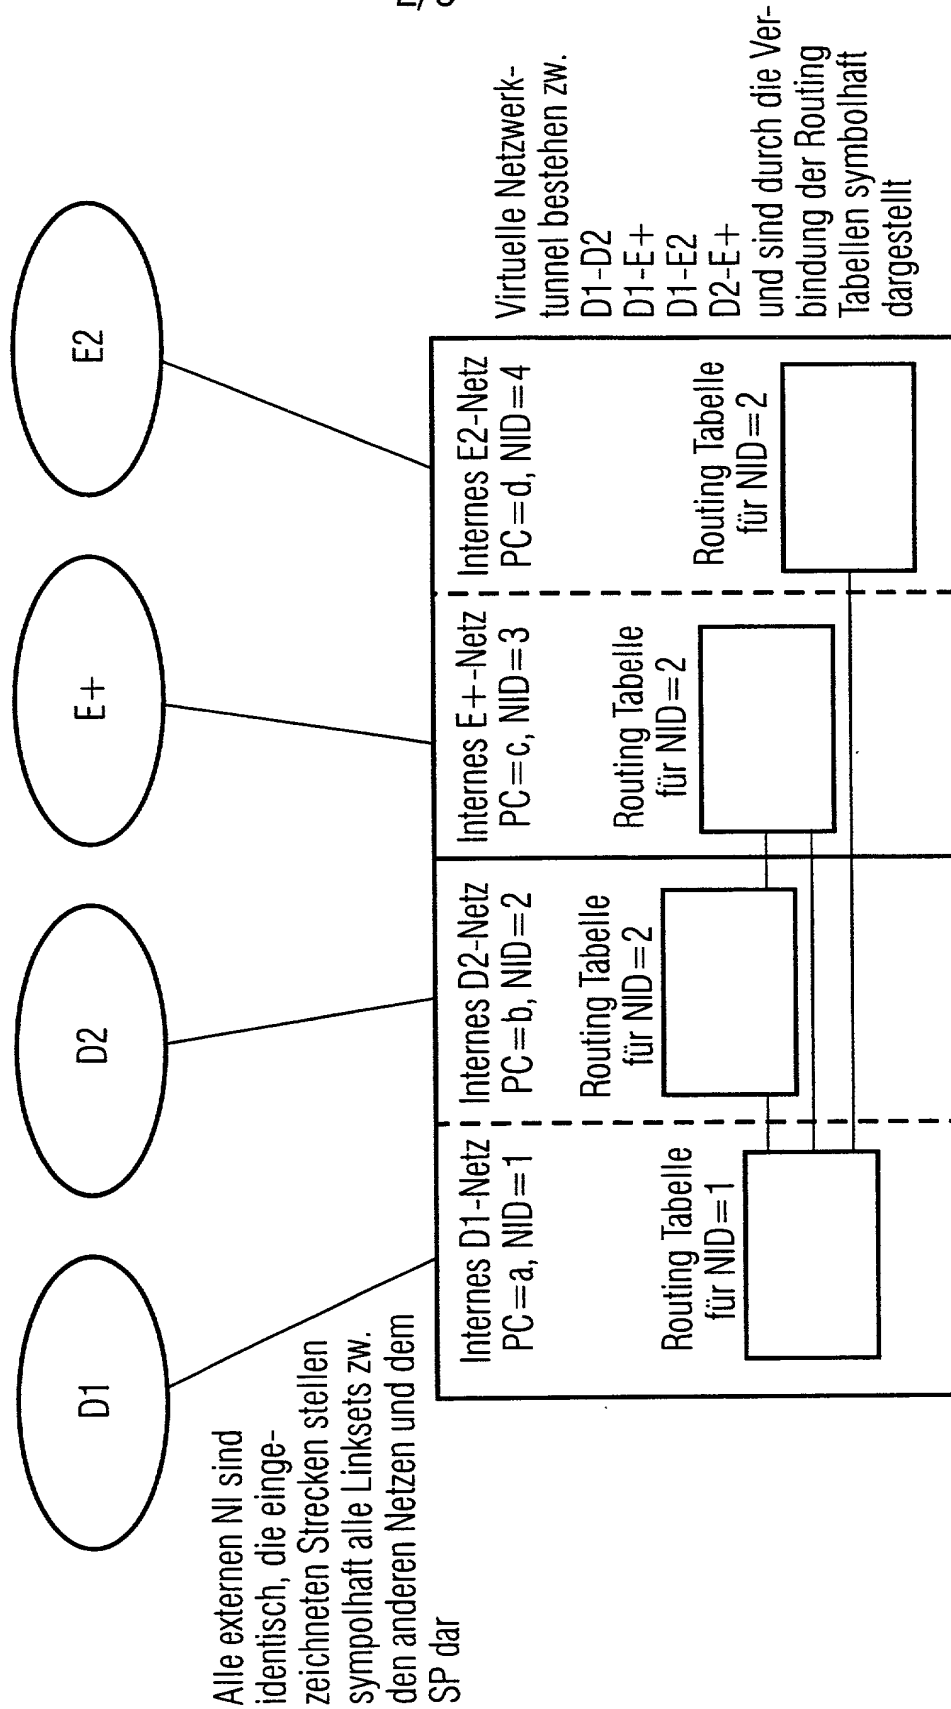 2/3
D1
D2
E+
E2
Alle externen NI sind
identisch, die einge-
zeichneten Strecken stellen
sympolhaft alle Linksets zw.
den anderen Netzen und dem
SP dar
Internes D1-Netz
PC=a, NID=1
Routing Tabelle
für NID=1
Internes D2-Netz
PC=b, NID=2
Routing Tabelle
für NID=2
Internes E+-Netz
PC=c, NID=3
Routing Tabelle
für NID=2
Internes E2-Netz
PC=d, NID=4
Routing Tabelle
für NID=2
Virtuelle Netzwerk-
tunnel bestehen zw.
D1-D2
D1-E+
D1-E2
D2-E+
und sind durch die Ver-
bindung der Routing
Tabellen symbolhaft
dargestellt